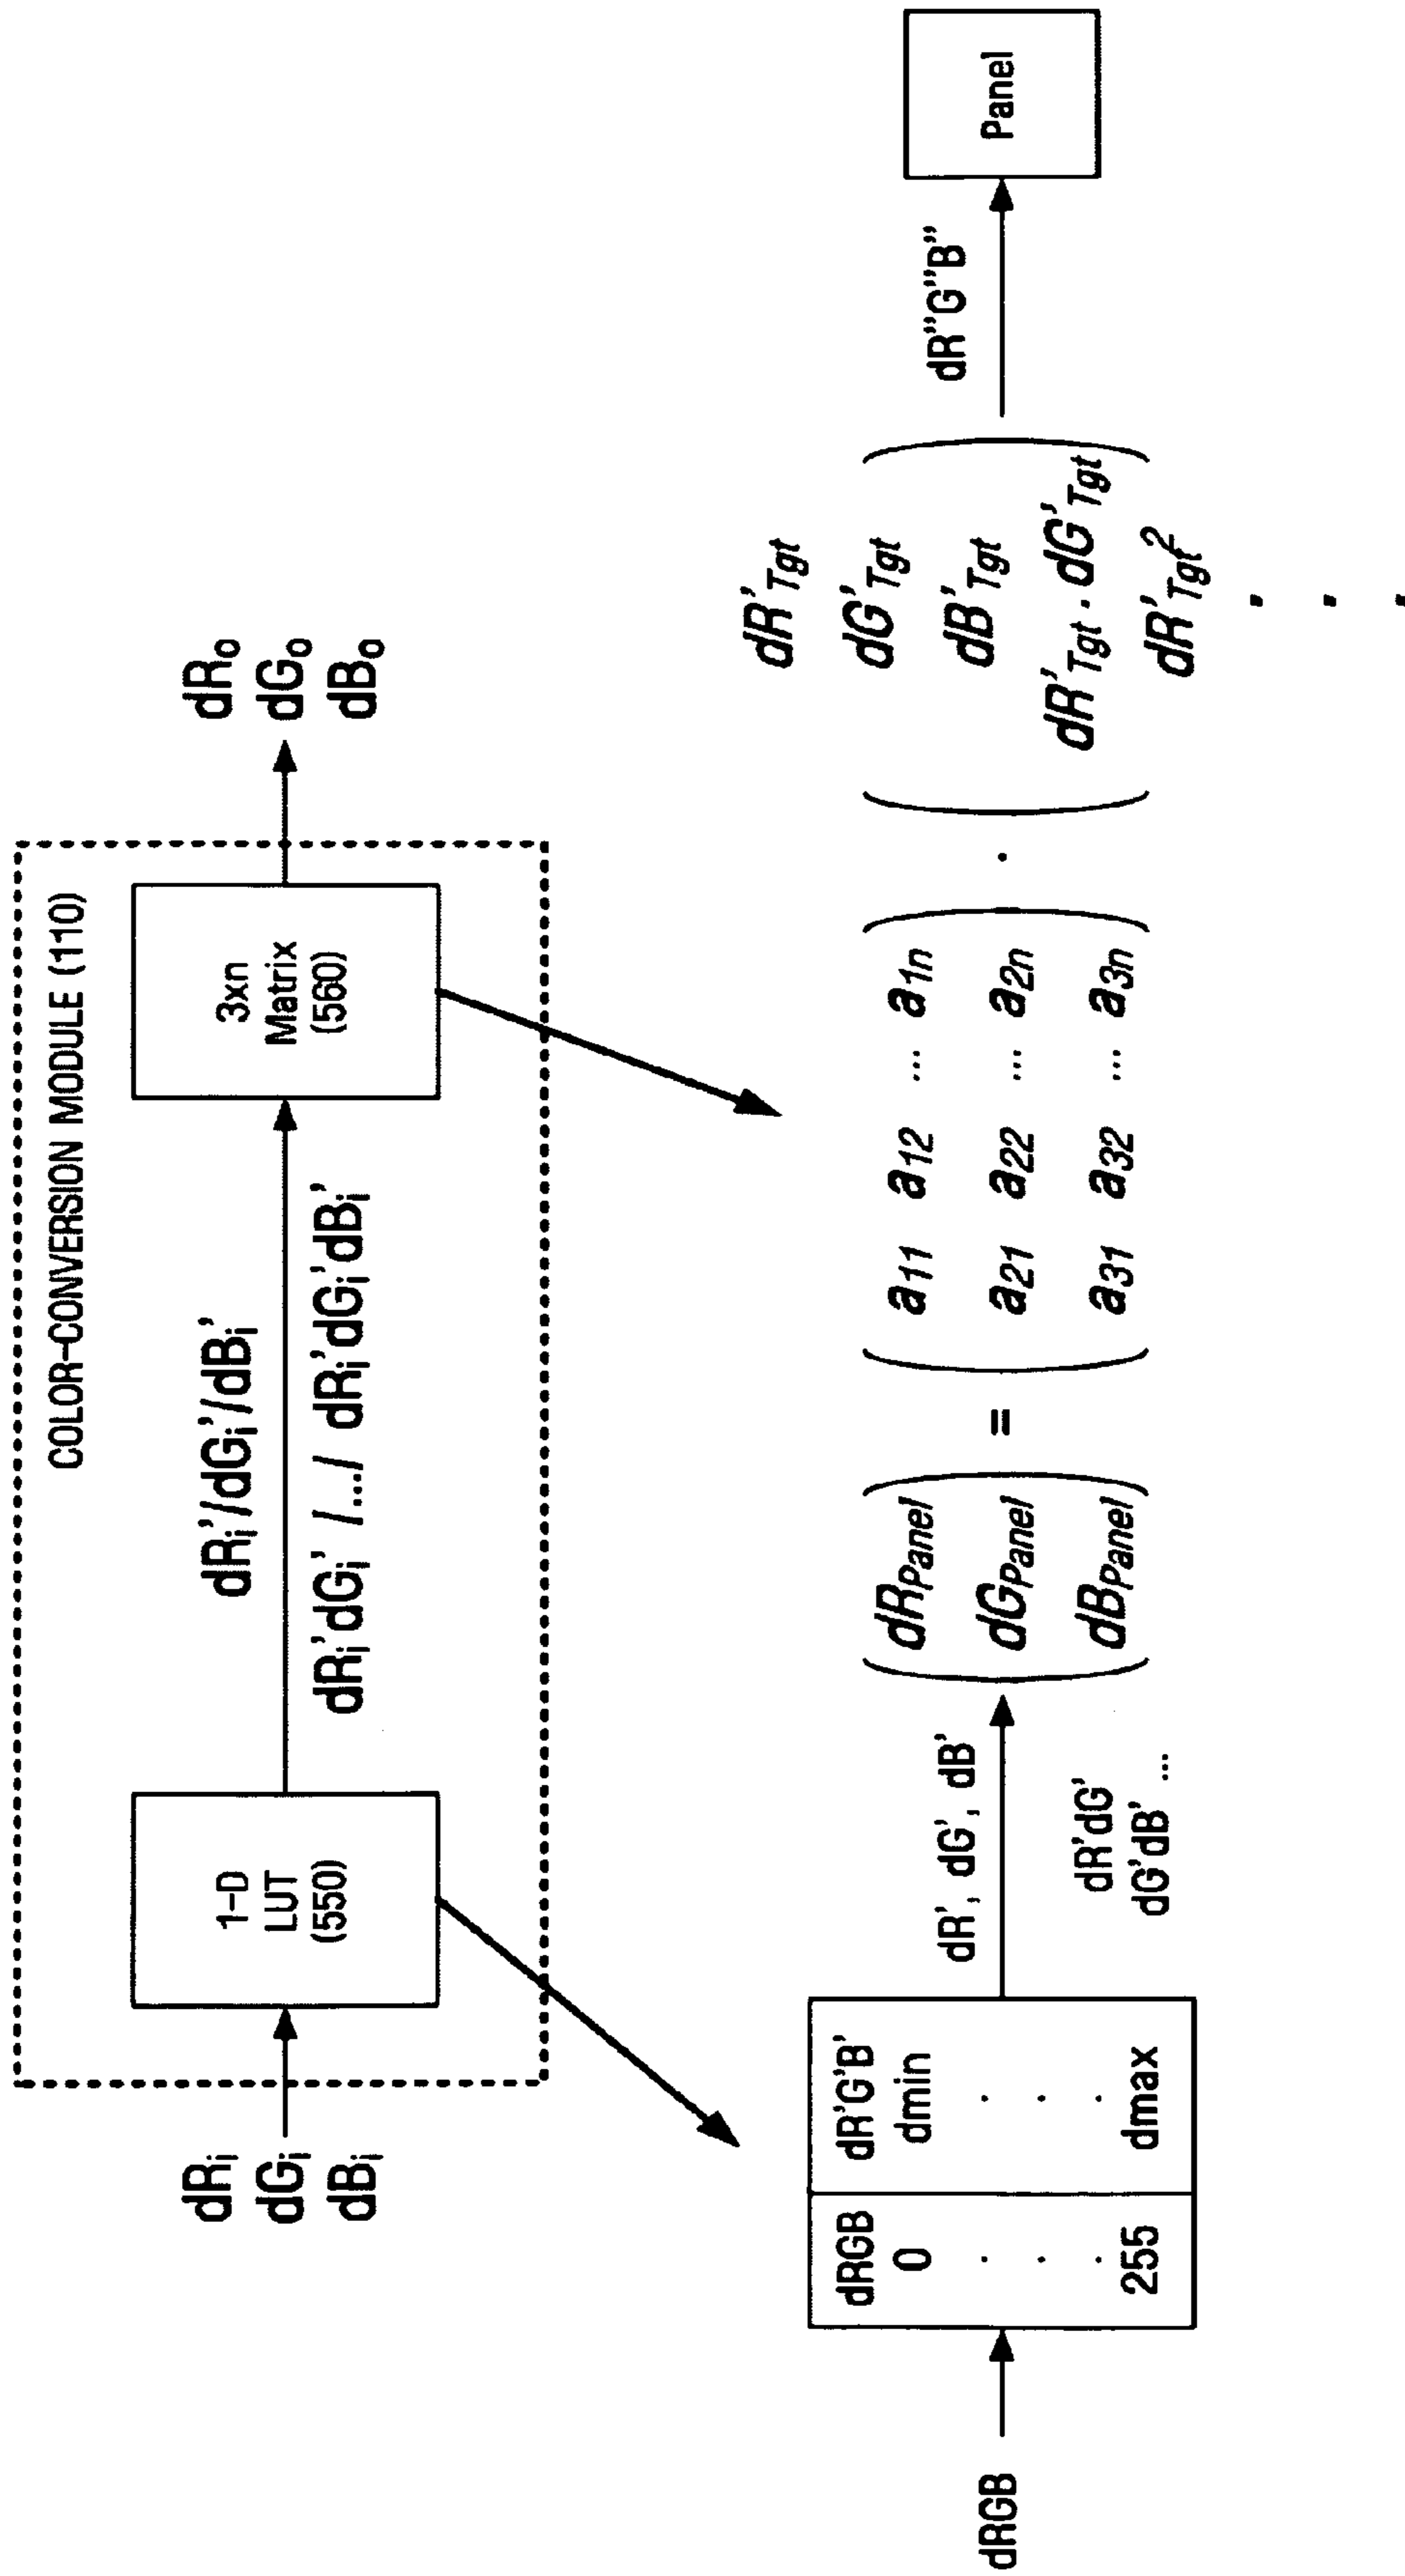 COLOR-CONVERSION MODULE (110)
dRi
dGi
dBi
1-D
LUT
(550)
dRi'/dGi'/dBi'
dRi'dGi' /.../ dRi'dGi'dBi'
3xn
Matrix
(560)
dRo
dGo
dBo
dRGB
dRGB dR'G'B'
0 dmin
. .
. .
. .
255 dmax
dR', dG', dB'
dR'dG'
dG'dB' ...
dRPanel
dGPanel
dBPanel
=
a11 a12 ... a1n
a21 a22 ... a2n
a31 a32 ... a3n
.
dR'Tgt
dG'Tgt
dB'Tgt
dR'Tgt . dG'Tgt
dR'Tgt2
.
.
.
dR"G"B"
Panel